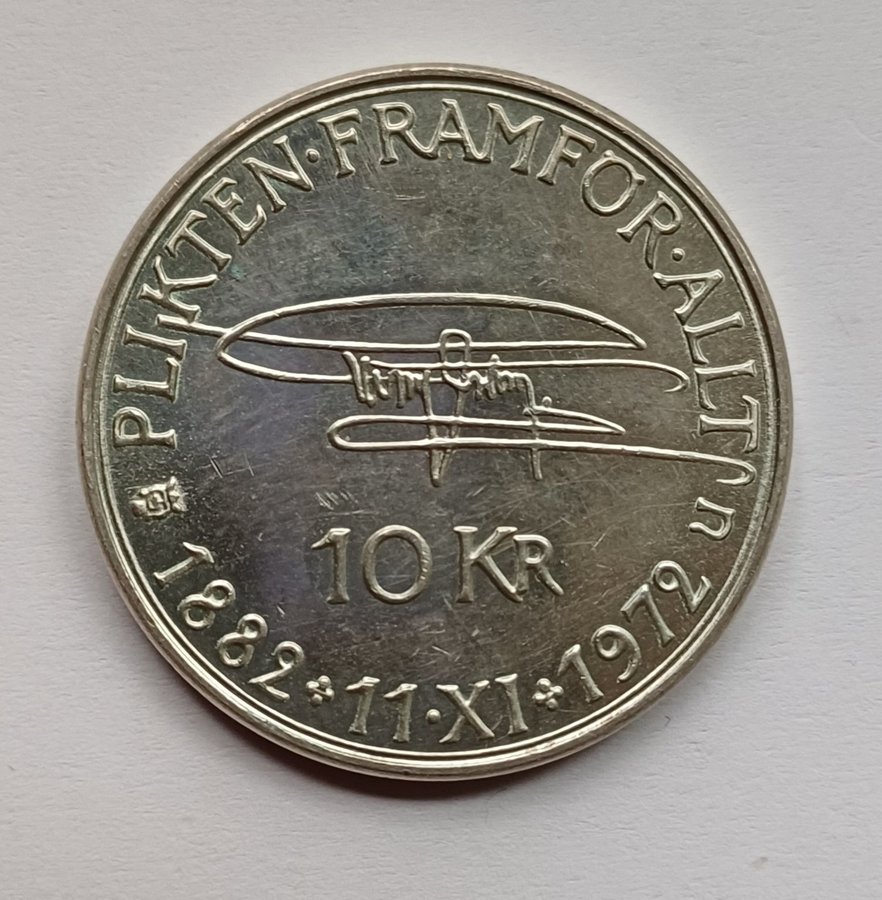 PLIKTEN·FRAMFÖR·ALLT
10 KR
1882 11·XI 1972